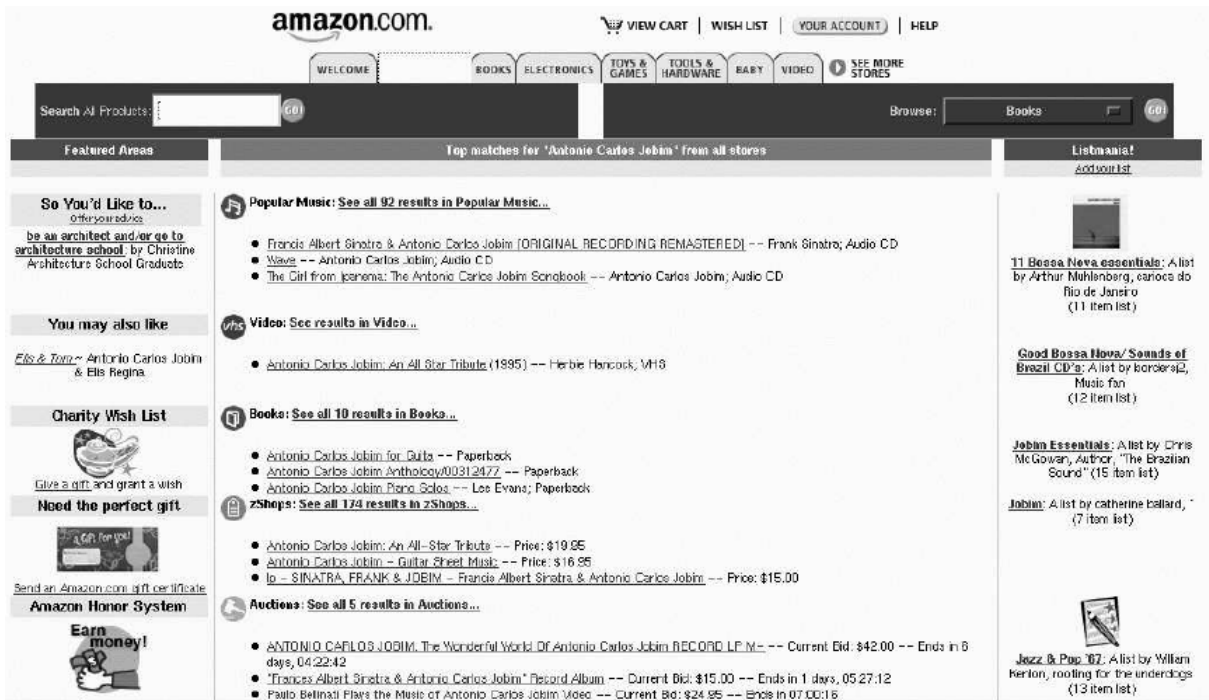 amazon.com.
VIEW CART | WISH LIST | YOUR ACCOUNT | HELP
WELCOME BOOKS ELECTRONICS TOYS & GAMES TOOLS & HARDWARE BABY VIDEO SEE MORE STORES
Search All Products: GO!
Browse: Books GO!
Featured Areas
So You'd Like to...
Offer your advice
be an architect and/or go to
architecture school: by Christine
Architecture School Graduate
You may also like
Elis & Tom ~ Antonio Carlos Jobim
& Elis Regina
Charity Wish List
Give a gift and grant a wish
Need the perfect gift
A GIFT For you!
Send an Amazon.com gift certificate
Amazon Honor System
Earn
money!
Top matches for "Antonio Carlos Jobim" from all stores
Popular Music: See all 92 results in Popular Music...
Francis Albert Sinatra & Antonio Carlos Jobim [ORIGINAL RECORDING REMASTERED] -- Frank Sinatra; Audio CD
Wave -- Antonio Carlos Jobim; Audio CD
The Girl from Ipanema: The Antonio Carlos Jobim Songbook -- Antonio Carlos Jobim; Audio CD
vhs Video: See results in Video...
Antonio Carlos Jobim: An All Star Tribute (1995) -- Herbie Hancock; VHS
Books: See all 10 results in Books...
Antonio Carlos Jobim for Guita -- Paperback
Antonio Carlos Jobim Anthology/00312477 -- Paperback
Antonio Carlos Jobim Piano Solos -- Lee Evans; Paperback
zShops: See all 174 results in zShops...
Antonio Carlos Jobim: An All-Star Tribute -- Price: $19.95
Antonio Carlos Jobim - Guitar Sheet Music -- Price: $16.95
lp - SINATRA, FRANK & JOBIM - Francis Albert Sinatra & Antonio Carlos Jobim -- Price: $15.00
Auctions: See all 5 results in Auctions...
ANTONIO CARLOS JOBIM, The Wonderful World Of Antonio Carlos Jobim RECORD LP M- -- Current Bid: $42.00 -- Ends in 6
days, 04:22:42
"Frances Albert Sinatra & Antonio Carlos Jobim" Record Album -- Current Bid: $15.00 -- Ends in 1 days, 05:27:12
Paulo Bellinati Plays the Music of Antonio Carlos Jobim Video -- Current Bid: $24.95 -- Ends in 07:00:16
Listmania!
Add your list
11 Bossa Nova essentials: A list
by Arthur Muhlenberg, carioca do
Rio de Janeiro
(11 item list)
Good Bossa Nova/ Sounds of
Brazil CD's: A list by bordersj2,
Music fan
(12 item list)
Jobim Essentials: A list by Chris
McGowan, Author, "The Brazilian
Sound" (15 item list)
Jobim: A list by catherine ballard, "
(7 item list)
Jazz & Pop '67: A list by William
Kenton, rooting for the underdogs
(13 item list)